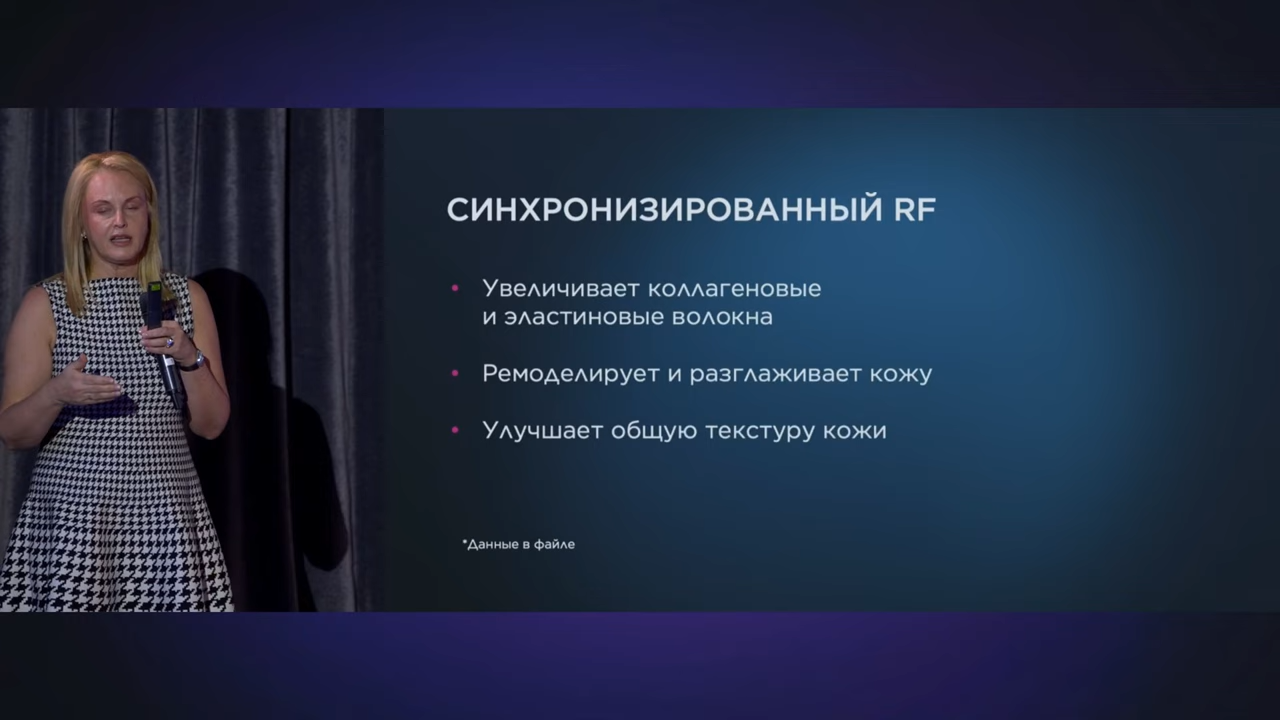 СИНХРОНИЗИРОВАННЫЙ RF
• Увеличивает коллагеновые
и эластиновые волокна
• Ремоделирует и разглаживает кожу
• Улучшает общую текстуру кожи
*Данные в файле